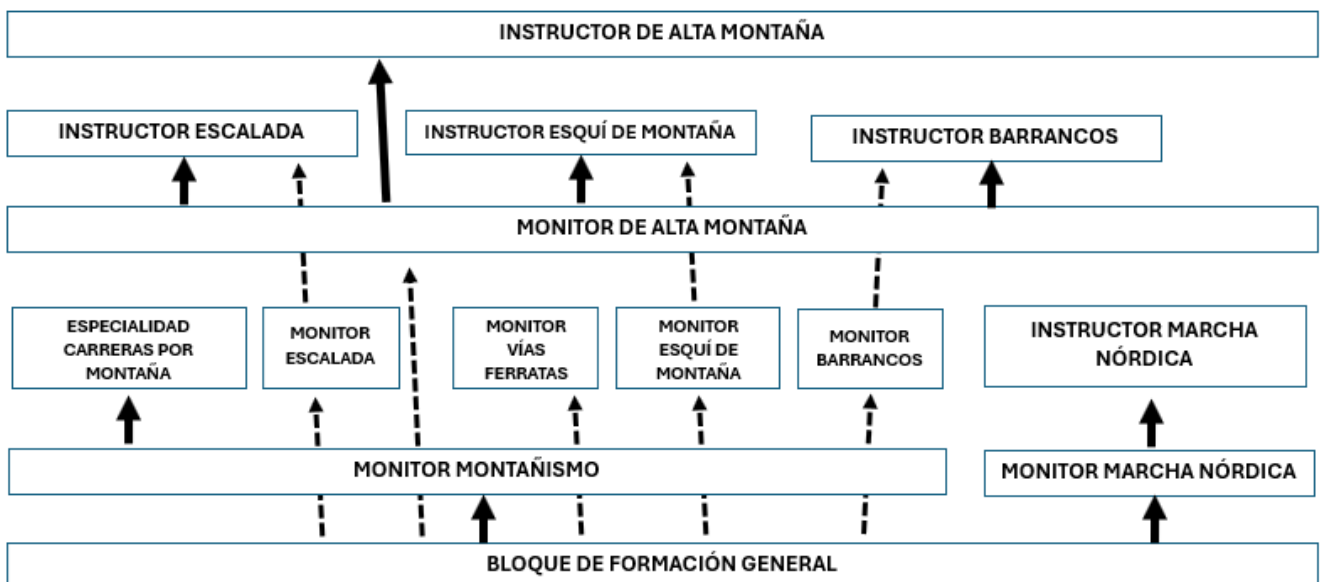 INSTRUCTOR DE ALTA MONTAÑA
INSTRUCTOR ESCALADA
INSTRUCTOR ESQUÍ DE MONTAÑA
INSTRUCTOR BARRANCOS
MONITOR DE ALTA MONTAÑA
ESPECIALIDAD
CARRERAS POR
MONTAÑA
MONITOR
ESCALADA
MONITOR
VÍAS
FERRATAS
MONITOR
ESQUÍ DE
MONTAÑA
MONITOR
BARRANCOS
INSTRUCTOR MARCHA
NÓRDICA
MONITOR MONTAÑISMO
MONITOR MARCHA NÓRDICA
BLOQUE DE FORMACIÓN GENERAL